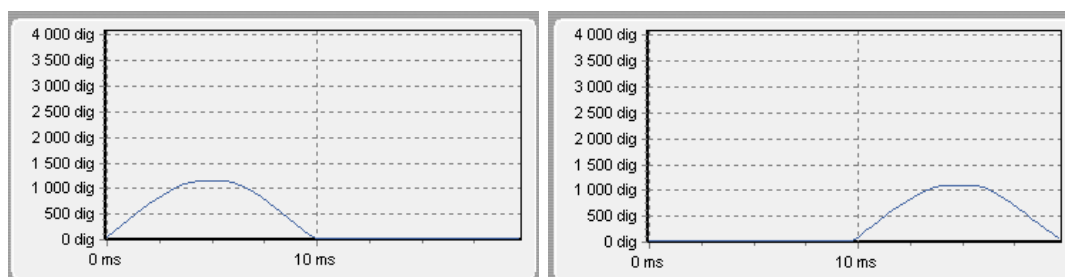 4 000 dig
3 500 dig
3 000 dig
2 500 dig
2 000 dig
1 500 dig
1 000 dig
500 dig
0 dig
0 ms
10 ms
4 000 dig
3 500 dig
3 000 dig
2 500 dig
2 000 dig
1 500 dig
1 000 dig
500 dig
0 dig
0 ms
10 ms